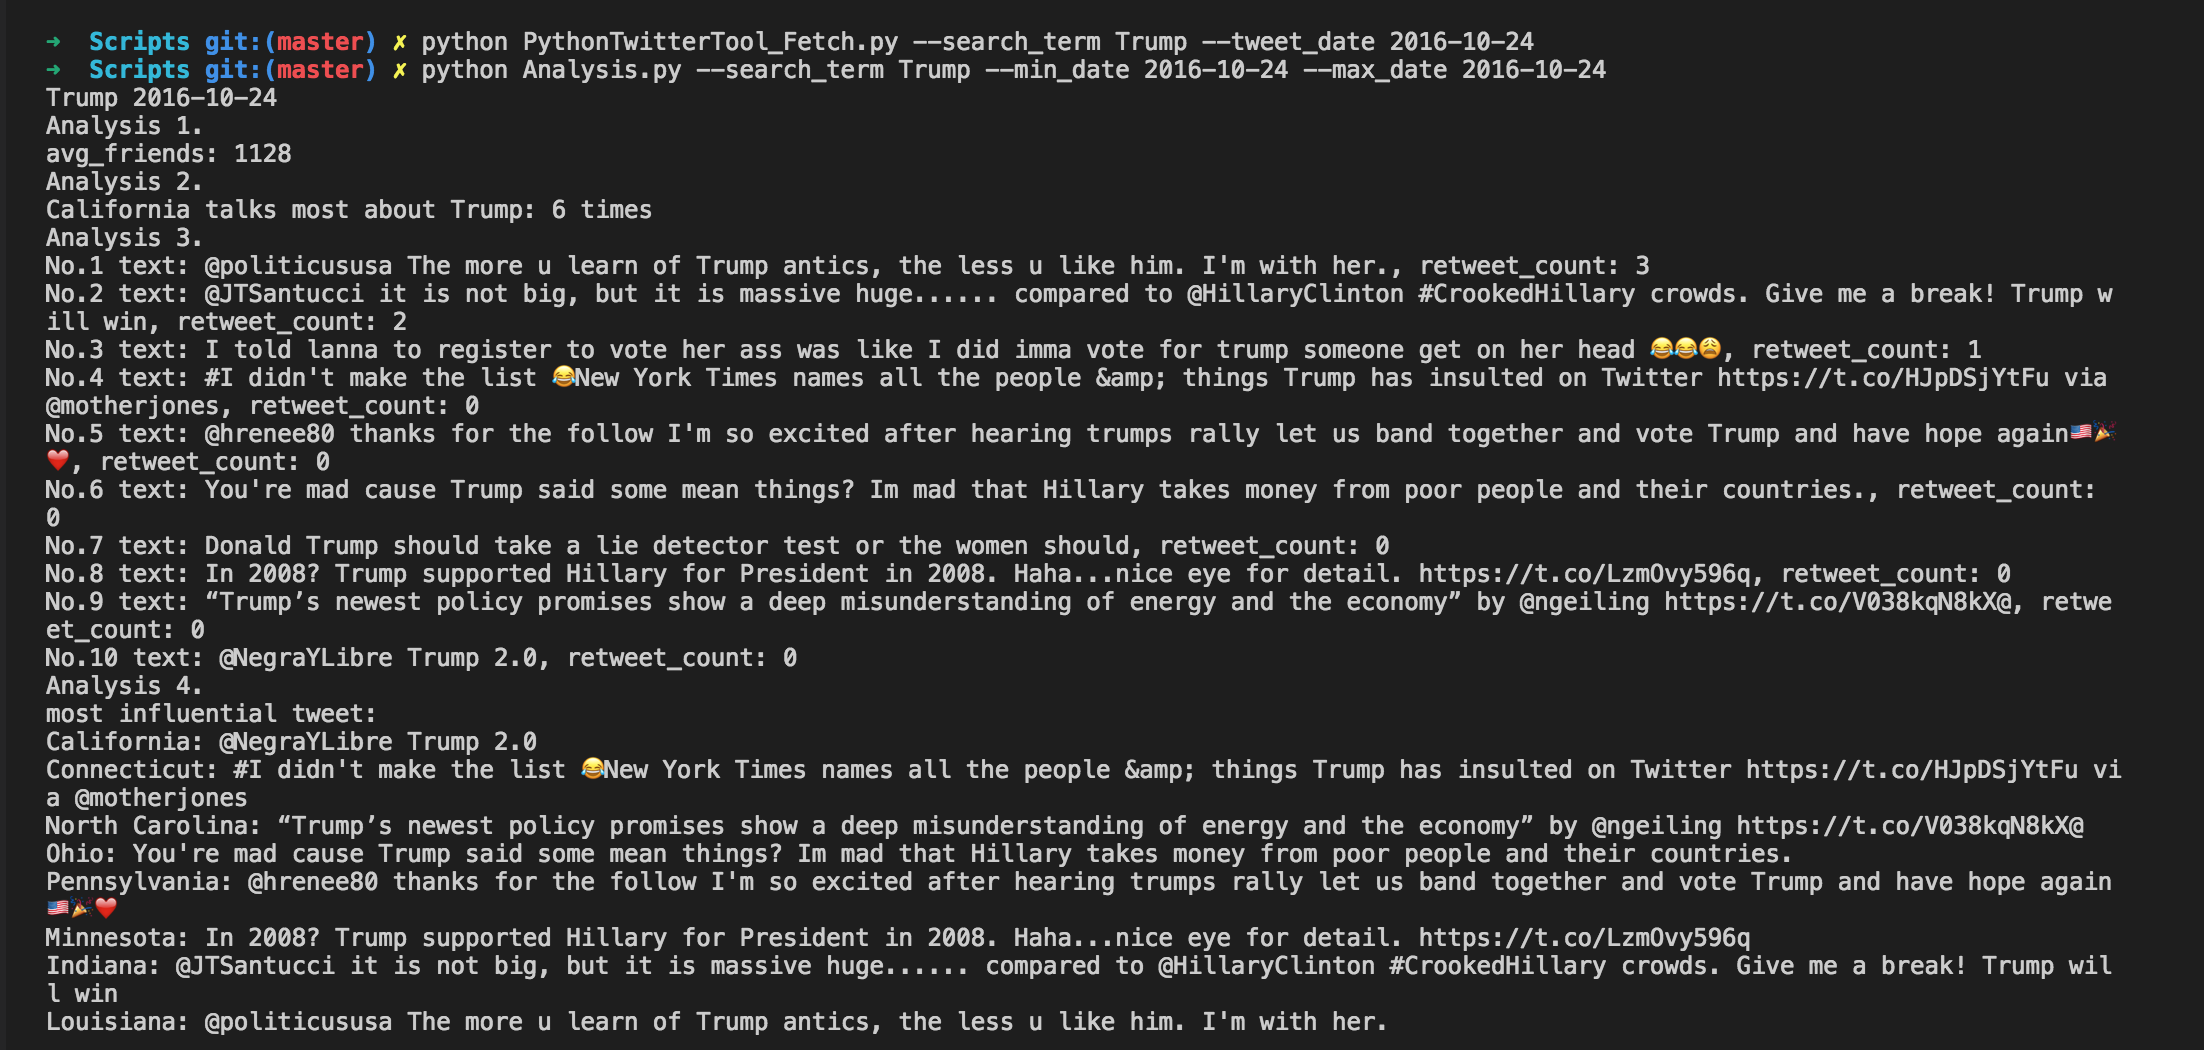 ➜  Scripts git:(master) ✗ python PythonTwitterTool_Fetch.py --search_term Trump --tweet_date 2016-10-24
➜  Scripts git:(master) ✗ python Analysis.py --search_term Trump --min_date 2016-10-24 --max_date 2016-10-24
Trump 2016-10-24
Analysis 1.
avg_friends: 1128
Analysis 2.
California talks most about Trump: 6 times
Analysis 3.
No.1 text: @politicususa The more u learn of Trump antics, the less u like him. I'm with her., retweet_count: 3
No.2 text: @JTSantucci it is not big, but it is massive huge...... compared to @HillaryClinton #CrookedHillary crowds. Give me a break! Trump w
ill win, retweet_count: 2
No.3 text: I told lanna to register to vote her ass was like I did imma vote for trump someone get on her head 😂😂😩, retweet_count: 1
No.4 text: #I didn't make the list 😂New York Times names all the people &amp; things Trump has insulted on Twitter https://t.co/HJpDSjYtFu via
@motherjones, retweet_count: 0
No.5 text: @hrenee80 thanks for the follow I'm so excited after hearing trumps rally let us band together and vote Trump and have hope again🇺🇸🎉
❤️, retweet_count: 0
No.6 text: You're mad cause Trump said some mean things? Im mad that Hillary takes money from poor people and their countries., retweet_count:
0
No.7 text: Donald Trump should take a lie detector test or the women should, retweet_count: 0
No.8 text: In 2008? Trump supported Hillary for President in 2008. Haha...nice eye for detail. https://t.co/LzmOvy596q, retweet_count: 0
No.9 text: “Trump’s newest policy promises show a deep misunderstanding of energy and the economy” by @ngeiling https://t.co/V038kqN8kX@, retwe
et_count: 0
No.10 text: @NegraYLibre Trump 2.0, retweet_count: 0
Analysis 4.
most influential tweet:
California: @NegraYLibre Trump 2.0
Connecticut: #I didn't make the list 😂New York Times names all the people &amp; things Trump has insulted on Twitter https://t.co/HJpDSjYtFu vi
a @motherjones
North Carolina: “Trump’s newest policy promises show a deep misunderstanding of energy and the economy” by @ngeiling https://t.co/V038kqN8kX@
Ohio: You're mad cause Trump said some mean things? Im mad that Hillary takes money from poor people and their countries.
Pennsylvania: @hrenee80 thanks for the follow I'm so excited after hearing trumps rally let us band together and vote Trump and have hope again
🇺🇸🎉❤️
Minnesota: In 2008? Trump supported Hillary for President in 2008. Haha...nice eye for detail. https://t.co/LzmOvy596q
Indiana: @JTSantucci it is not big, but it is massive huge...... compared to @HillaryClinton #CrookedHillary crowds. Give me a break! Trump wil
l win
Louisiana: @politicususa The more u learn of Trump antics, the less u like him. I'm with her.